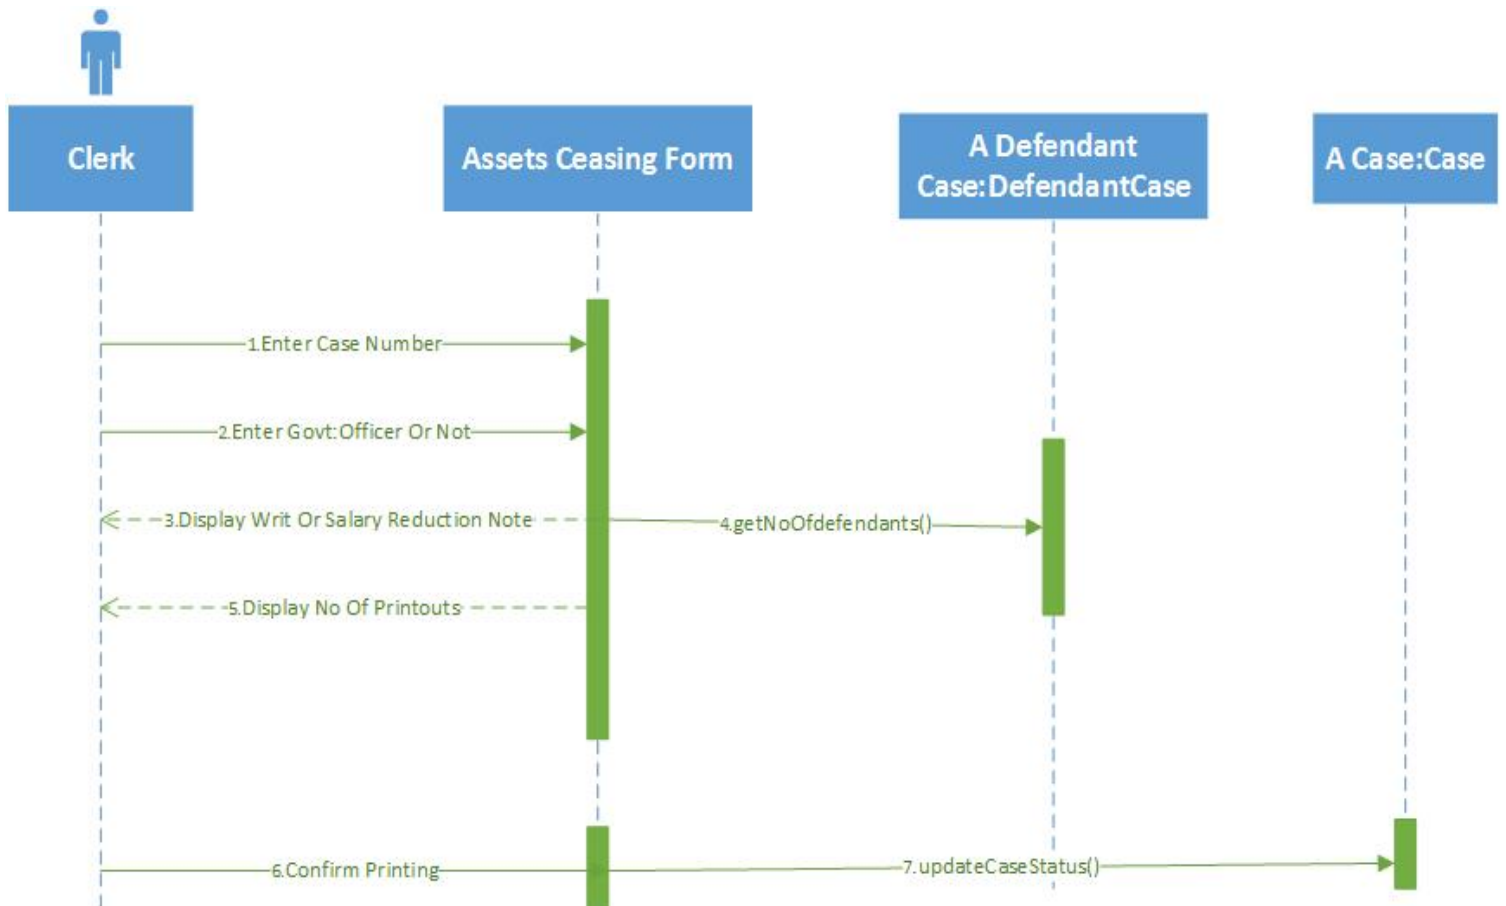 Clerk
Assets Ceasing Form
A Defendant
Case:DefendantCase
A Case:Case
1.Enter Case Number
2.Enter Govt:Officer Or Not
3.Display Writ Or Salary Reduction Note
4.getNoOfdefendants()
5.Display No Of Printouts
6.Confirm Printing
7.updateCaseStatus()